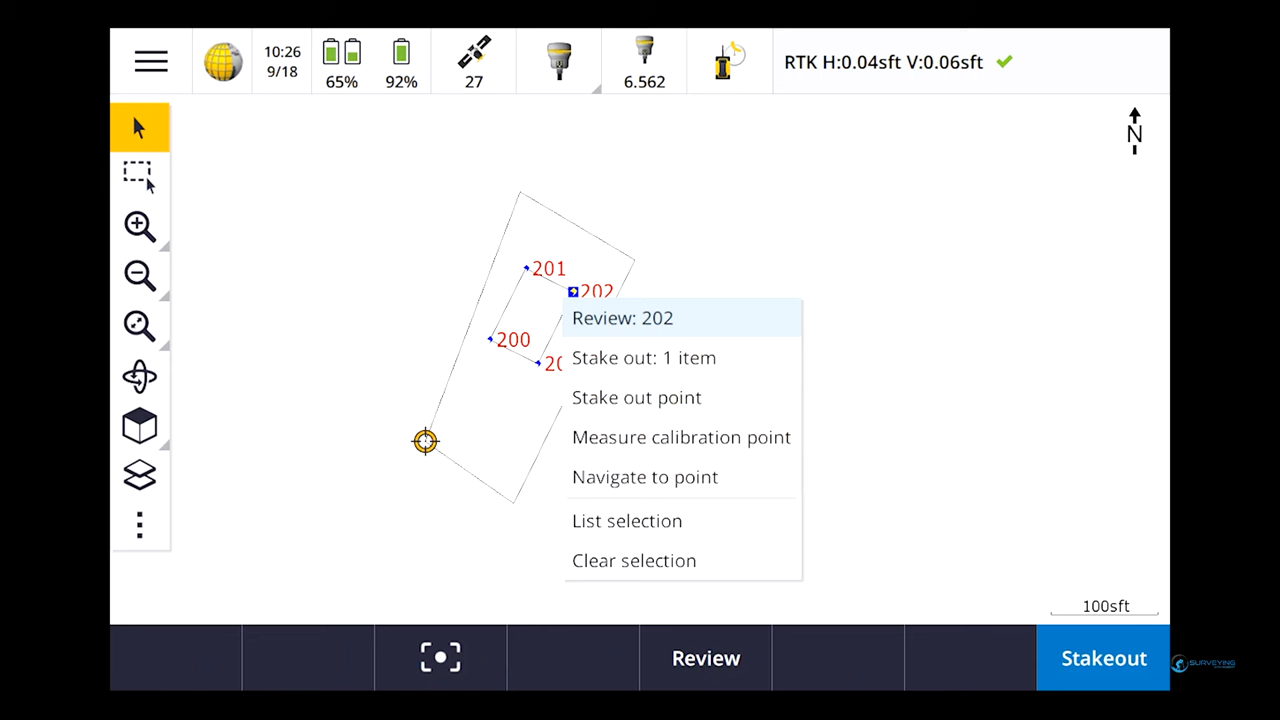 10:26
9/18
65%
92%
27
6.562
RTK H:0.04sft V:0.06sft
N
201
202
200
20
Review: 202
Stake out: 1 item
Stake out point
Measure calibration point
Navigate to point
List selection
Clear selection
100sft
Review
Stakeout
SURVEYING